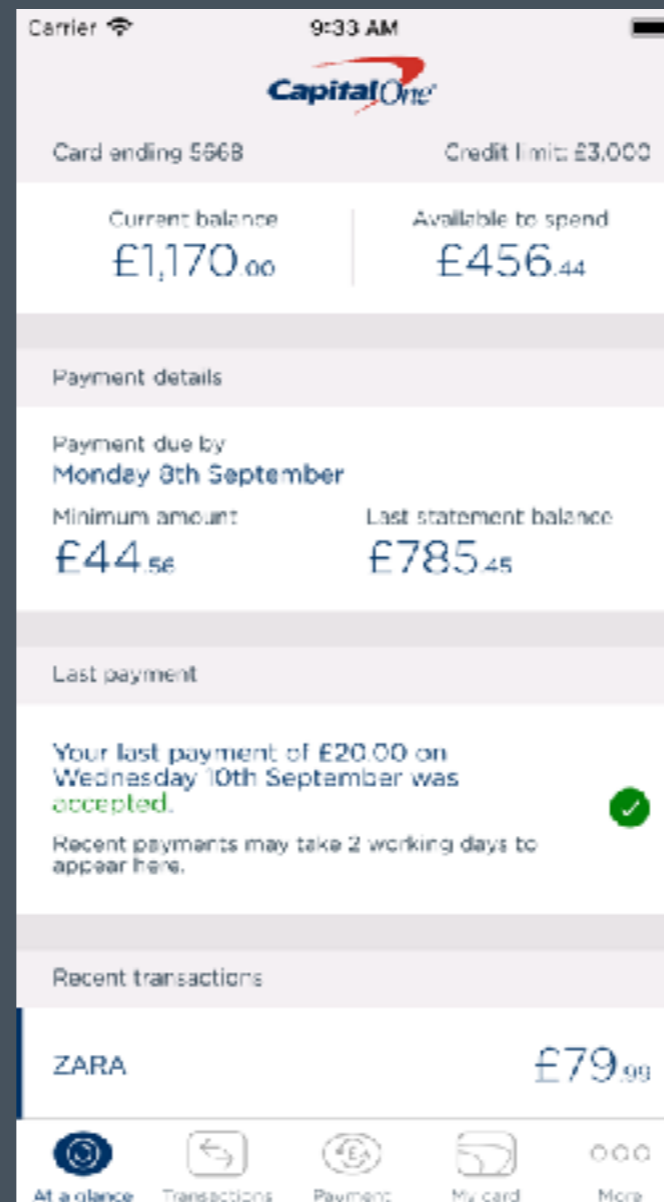 Carrier 9:33 AM
CapitalOne
Card ending 5668 Credit limit: £3,000
Current balance Available to spend
£1,170.00 £456.44
Payment details
Payment due by
Monday 8th September
Minimum amount Last statement balance
£44.56 £785.45
Last payment
Your last payment of £20.00 on
Wednesday 10th September was
accepted.
Recent payments may take 2 working days to
appear here.
Recent transactions
ZARA £79.99
At a glance Transactions Payment My card More